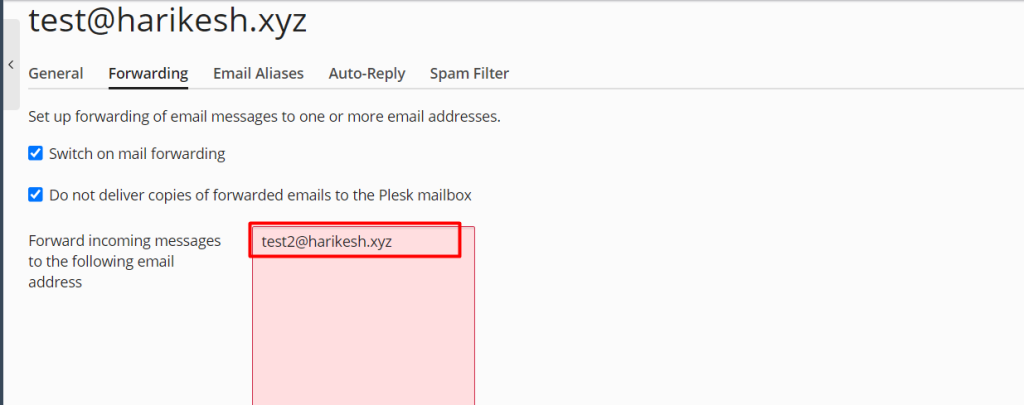 test@harikesh.xyz
General Forwarding Email Aliases Auto-Reply Spam Filter
Set up forwarding of email messages to one or more email addresses.
Switch on mail forwarding
Do not deliver copies of forwarded emails to the Plesk mailbox
Forward incoming messages
to the following email
address
test2@harikesh.xyz